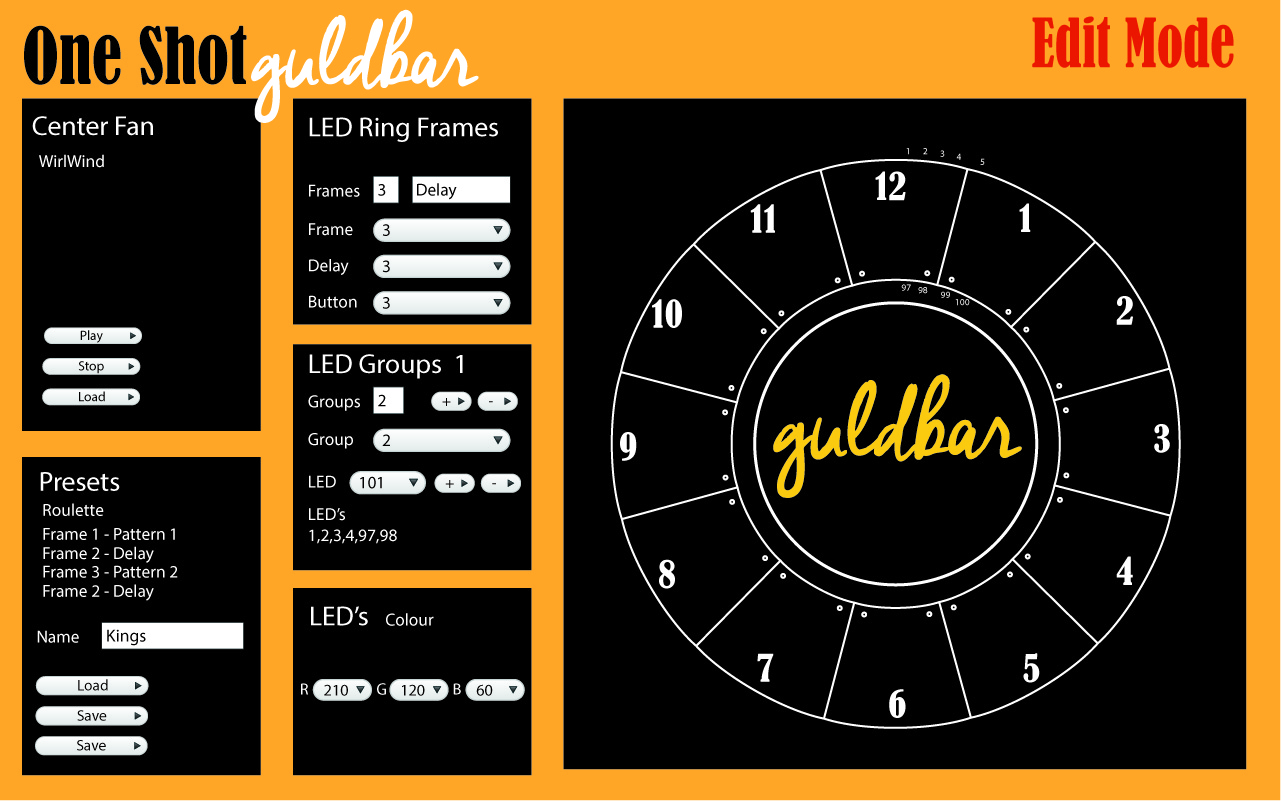 One Shot guldbar
Edit Mode
Center Fan
WirlWind
Play
Stop
Load
Presets
Roulette
Frame 1 - Pattern 1
Frame 2 - Delay
Frame 3 - Pattern 2
Frame 2 - Delay
Name Kings
Load
Save
Save
LED Ring Frames
Frames 3 Delay
Frame 3
Delay 3
Button 3
LED Groups 1
Groups 2 + -
Group 2
LED 101 + -
LED's
1,2,3,4,97,98
LED's Colour
R 210 G 120 B 60
1 2 3 4 5
12
11 1
10 2
9 3
8 4
7 5
6
97 98 99 100
guldbar